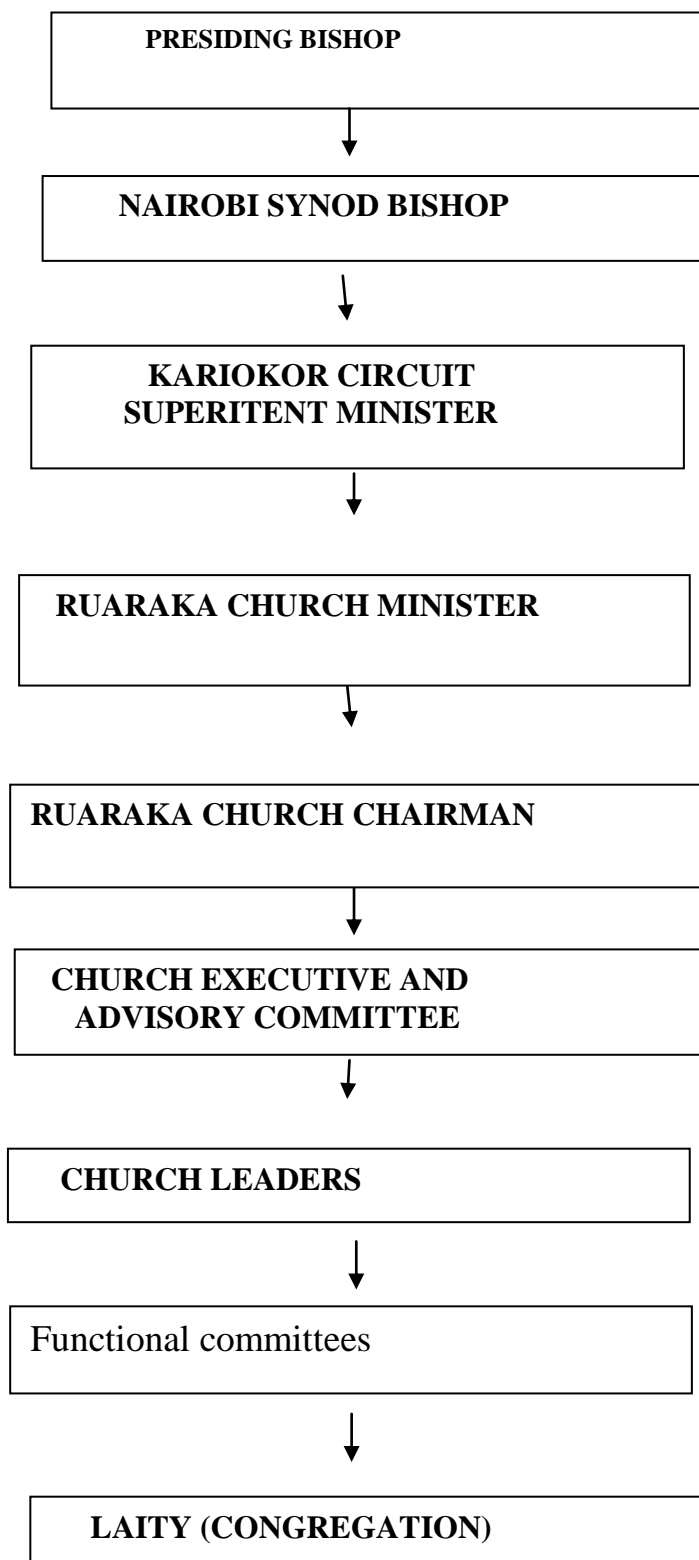 PRESIDING BISHOP
NAIROBI SYNOD BISHOP
KARIOKOR CIRCUIT
SUPERITENT MINISTER
RUARAKA CHURCH MINISTER
RUARAKA CHURCH CHAIRMAN
CHURCH EXECUTIVE AND
ADVISORY COMMITTEE
CHURCH LEADERS
Functional committees
LAITY (CONGREGATION)